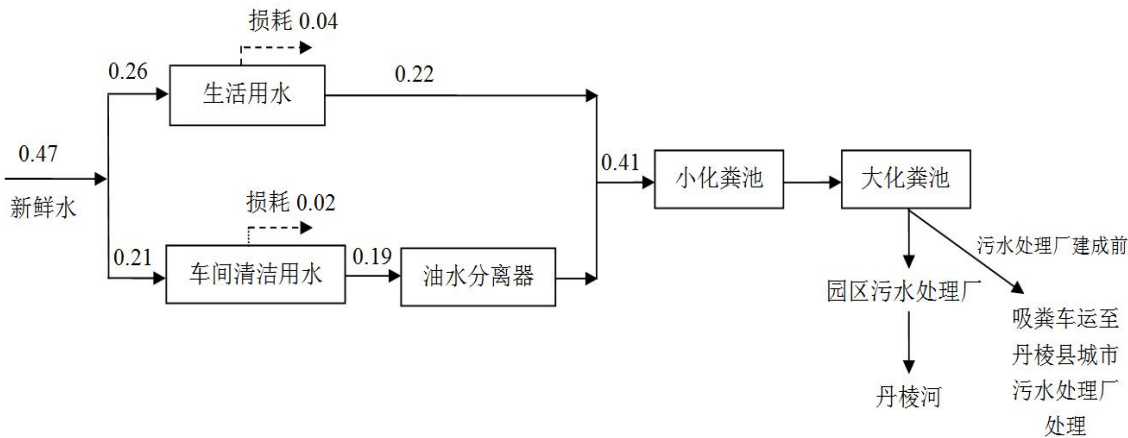 损耗 0.04
0.26
生活用水
0.22
0.47
新鲜水
0.41
小化粪池
大化粪池
损耗 0.02
0.21
车间清洁用水
0.19
油水分离器
污水处理厂建成前
园区污水处理厂
吸粪车运至
丹棱县城市
污水处理厂
处理
丹棱河